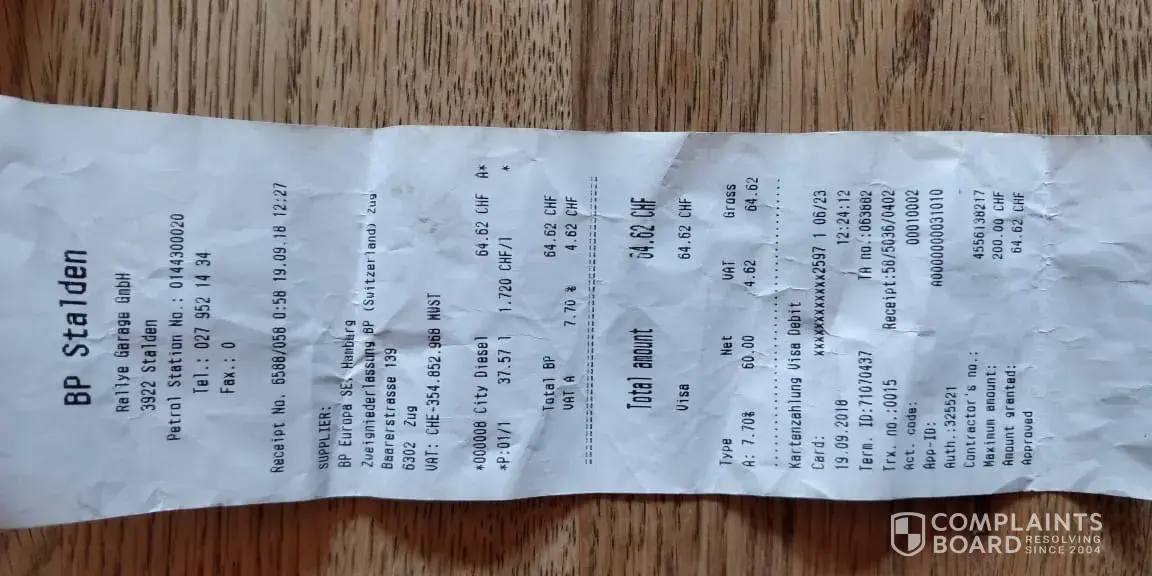 BP Stalden
Rallye Garage GmbH
3922 Stalden
Petrol Station No.: 0144300020
Tel.: 027 952 14 34
Fax.: 0
Receipt No. 6588/058 0:58 19.09.18 12:27
SUPPLIER:
BP Europa SE, Hamburg
Zweigniederlassung BP (Switzerland) Zug
Baarerstrasse 139
6302 Zug
VAT: CHE-354.852.968 MWST
*000008 City Diesel 64.62 CHF A*
*P:01/1 37.57 l 1.720 CHF/l *
Total BP 64.62 CHF
VAT A 7.70 % 4.62 CHF
Total amount 64.62 CHF
Visa 64.62 CHF
Type Net VAT Gross
A: 7.70% 60.00 4.62 64.62
Kartenzahlung Visa Debit
Card: xxxxxxxxxxxx2597 1 06/23
19.09.2018 12:24:12
Term. ID:71070437 TA no.:063662
Trx. no.:0015 Receipt:58/5036/0402
Act. code: 00010002
App-ID: A0000000031010
Auth.:325521
Contractor's no.: 4556138217
Maximum amount: 200.00 CHF
Amount granted: 64.62 CHF
Approved
COMPLAINTS
BOARD RESOLVING
SINCE 2004